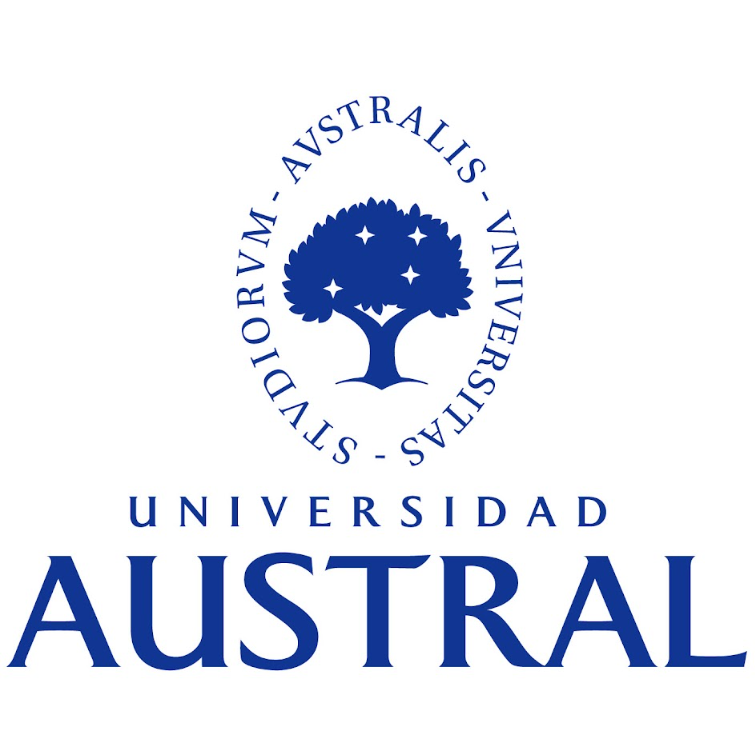 STVDIORVM - AVSTRALIS - VNIVERSITAS -
UNIVERSIDAD
AUSTRAL